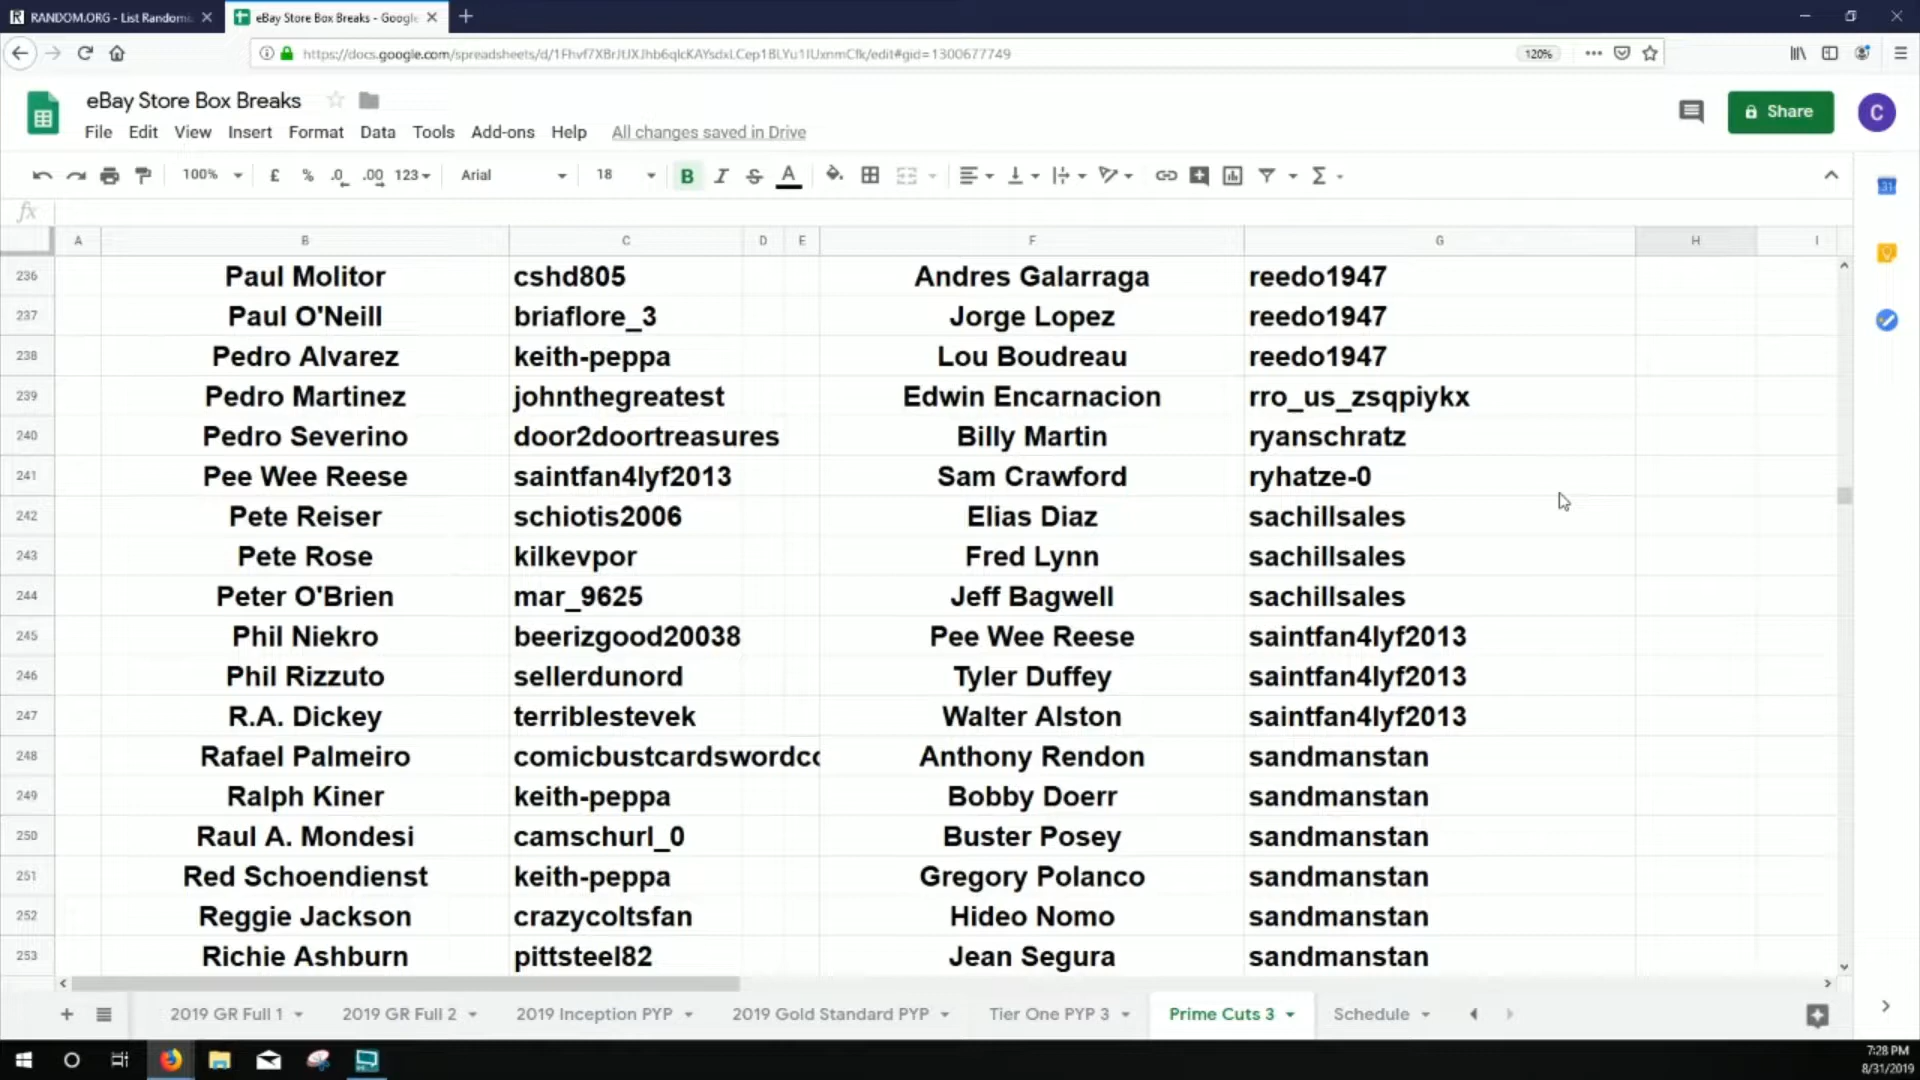 RANDOM.ORG - List Randomi
eBay Store Box Breaks - Google
https://docs.google.com/spreadsheets/d/ 120%
eBay Store Box Breaks
Share
C
File Edit View Insert Format Data Tools Add-ons Help All changes saved in Drive
100% £ % .0 .00 123 Arial 18 B I S A Σ
fx
31
A B C D E F G H I
236 Paul Molitor cshd805 Andres Galarraga reedo1947
237 Paul O'Neill briaflore_3 Jorge Lopez reedo1947
238 Pedro Alvarez keith-peppa Lou Boudreau reedo1947
239 Pedro Martinez johnthegreatest Edwin Encarnacion rro_us_zsqpiykx
240 Pedro Severino door2doortreasures Billy Martin ryanschratz
241 Pee Wee Reese saintfan4lyf2013 Sam Crawford ryhatze-0
242 Pete Reiser schiotis2006 Elias Diaz sachillsales
243 Pete Rose kilkevpor Fred Lynn sachillsales
244 Peter O'Brien mar_9625 Jeff Bagwell sachillsales
245 Phil Niekro beerizgood20038 Pee Wee Reese saintfan4lyf2013
246 Phil Rizzuto sellerdunord Tyler Duffey saintfan4lyf2013
247 R.A. Dickey terriblestevek Walter Alston saintfan4lyf2013
248 Rafael Palmeiro comicbustcardswordco Anthony Rendon sandmanstan
249 Ralph Kiner keith-peppa Bobby Doerr sandmanstan
250 Raul A. Mondesi camschurl_0 Buster Posey sandmanstan
251 Red Schoendienst keith-peppa Gregory Polanco sandmanstan
252 Reggie Jackson crazycoltsfan Hideo Nomo sandmanstan
253 Richie Ashburn pittsteel82 Jean Segura sandmanstan
2019 GR Full 1 2019 GR Full 2 2019 Inception PYP 2019 Gold Standard PYP Tier One PYP 3 Prime Cuts 3 Schedule
7:28 PM
8/31/2019